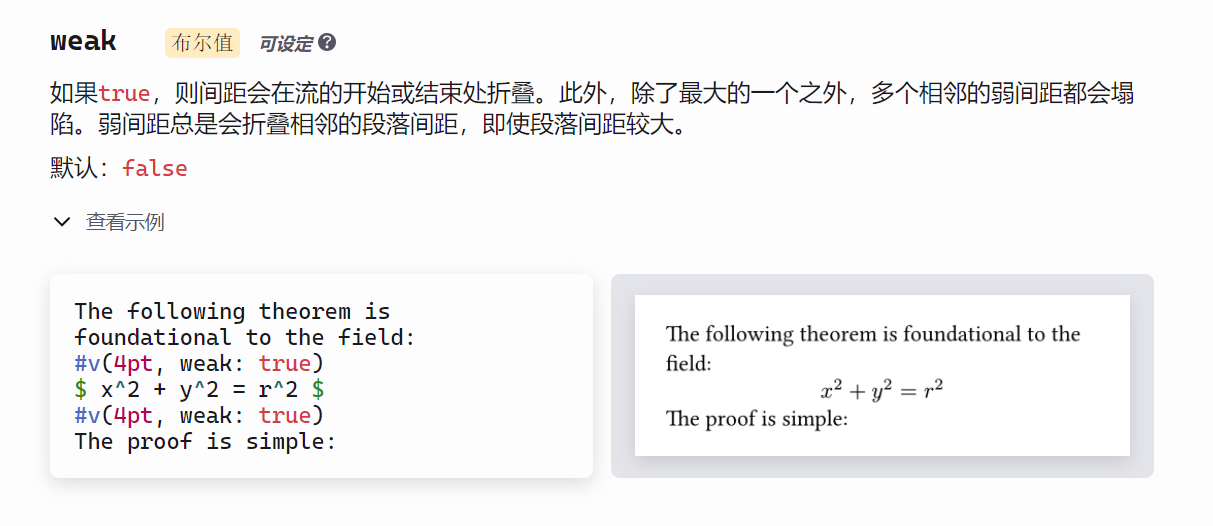 weak 布尔值 可设定 ?
如果true，则间距会在流的开始或结束处折叠。此外，除了最大的一个之外，多个相邻的弱间距都会塌
陷。弱间距总是会折叠相邻的段落间距，即使段落间距较大。
默认：false
查看示例
The following theorem is
foundational to the field:
#v(4pt, weak: true)
$ x^2 + y^2 = r^2 $
#v(4pt, weak: true)
The proof is simple:
The following theorem is foundational to the
field:
x² + y² = r²
The proof is simple: